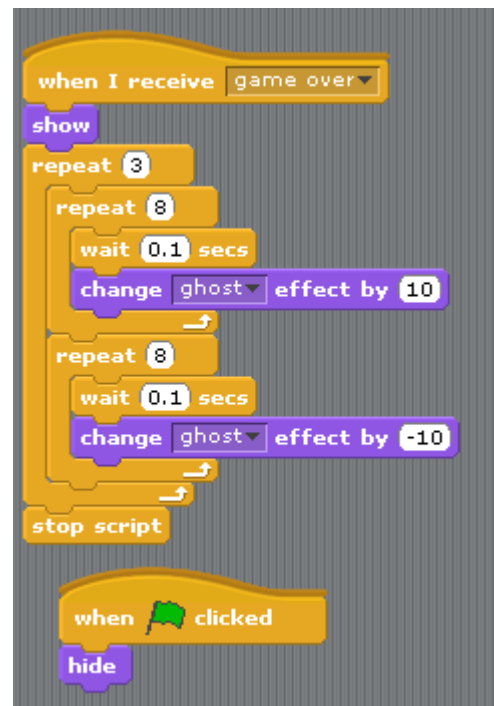 when I receive game over
show
repeat 3
repeat 8
wait 0.1 secs
change ghost effect by 10
repeat 8
wait 0.1 secs
change ghost effect by -10
stop script
when clicked
hide